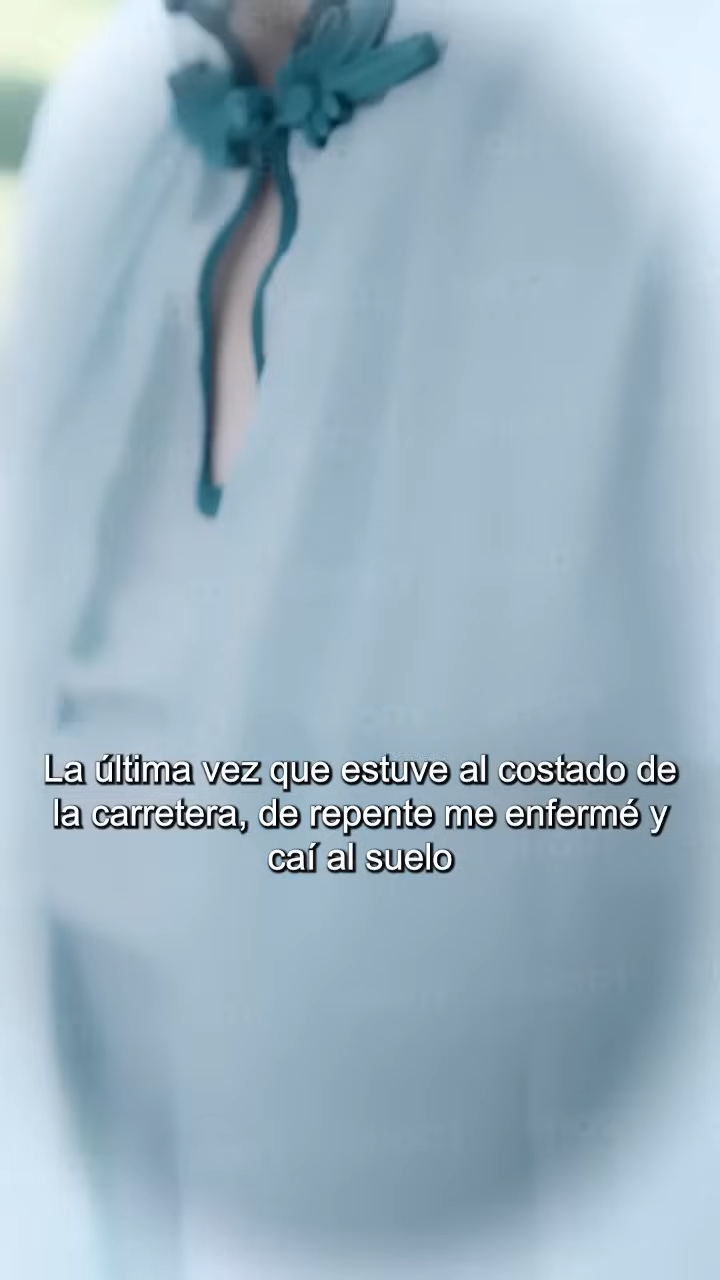 La última vez que estuve al costado de
la carretera, de repente me enfermé y
caí al suelo